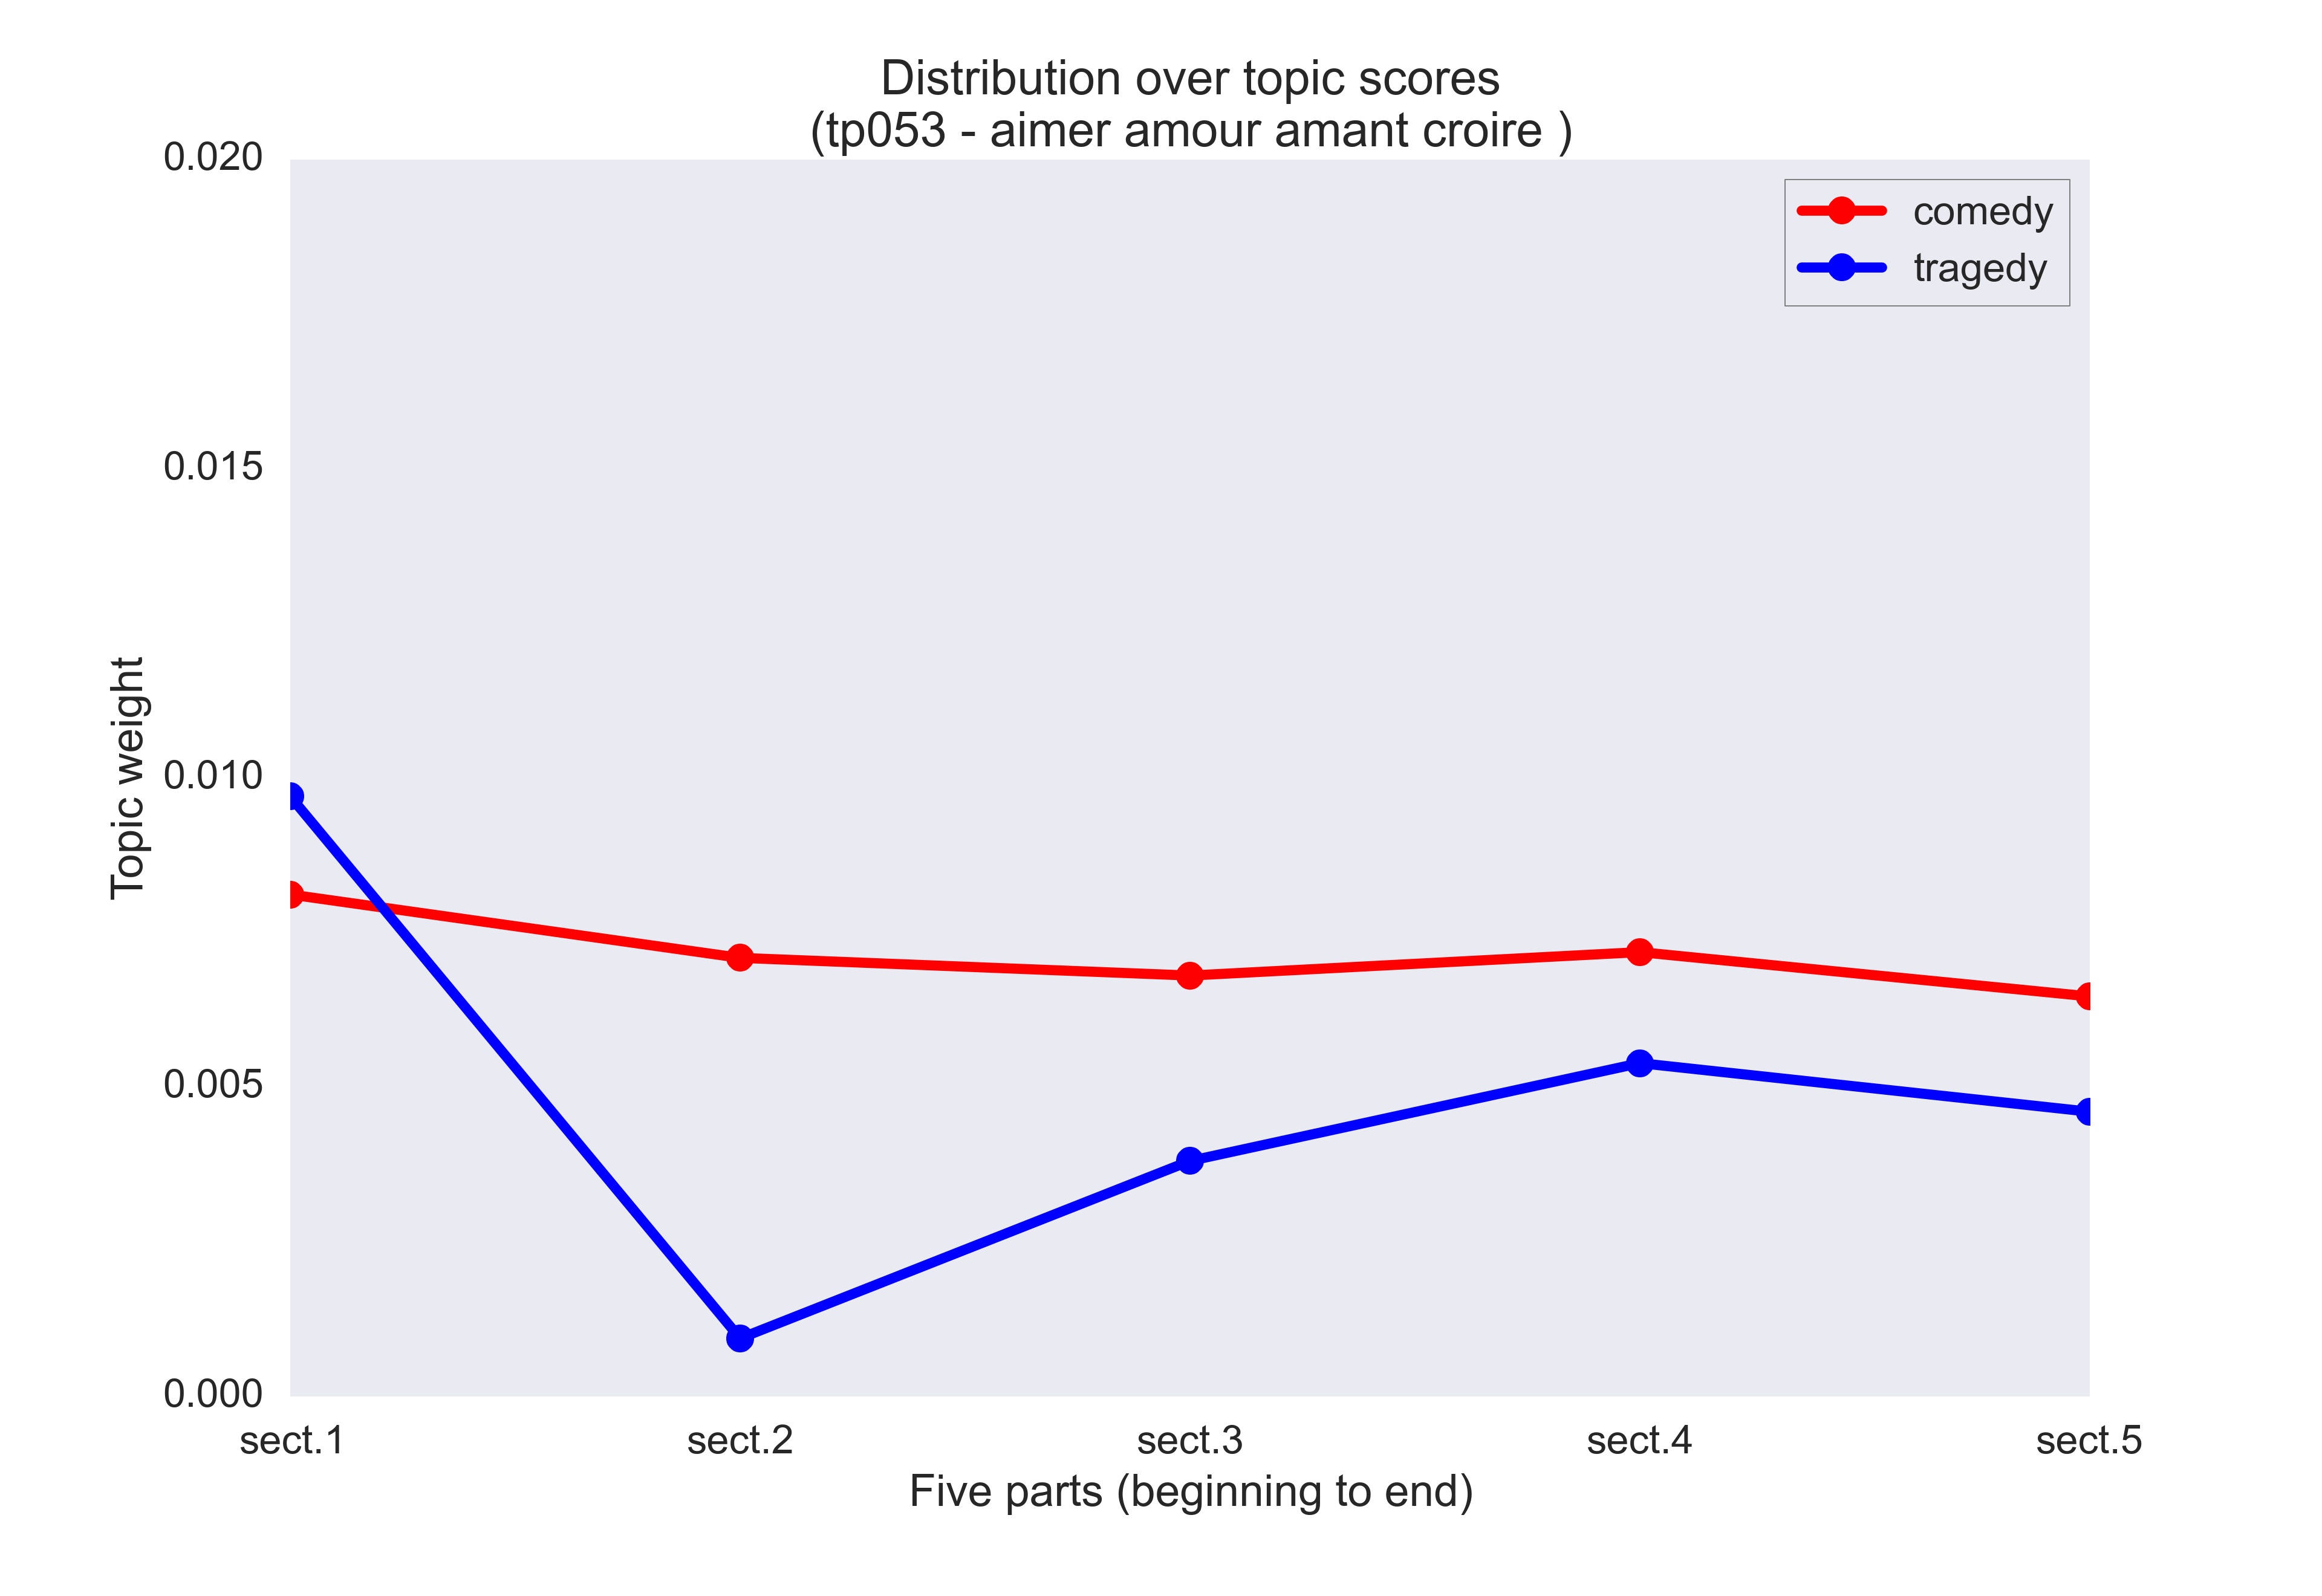 Distribution over topic scores
(tp053 - aimer amour amant croire )
comedy
tragedy
Topic weight
0.020
0.015
0.010
0.005
0.000
sect.1 sect.2 sect.3 sect.4 sect.5
Five parts (beginning to end)